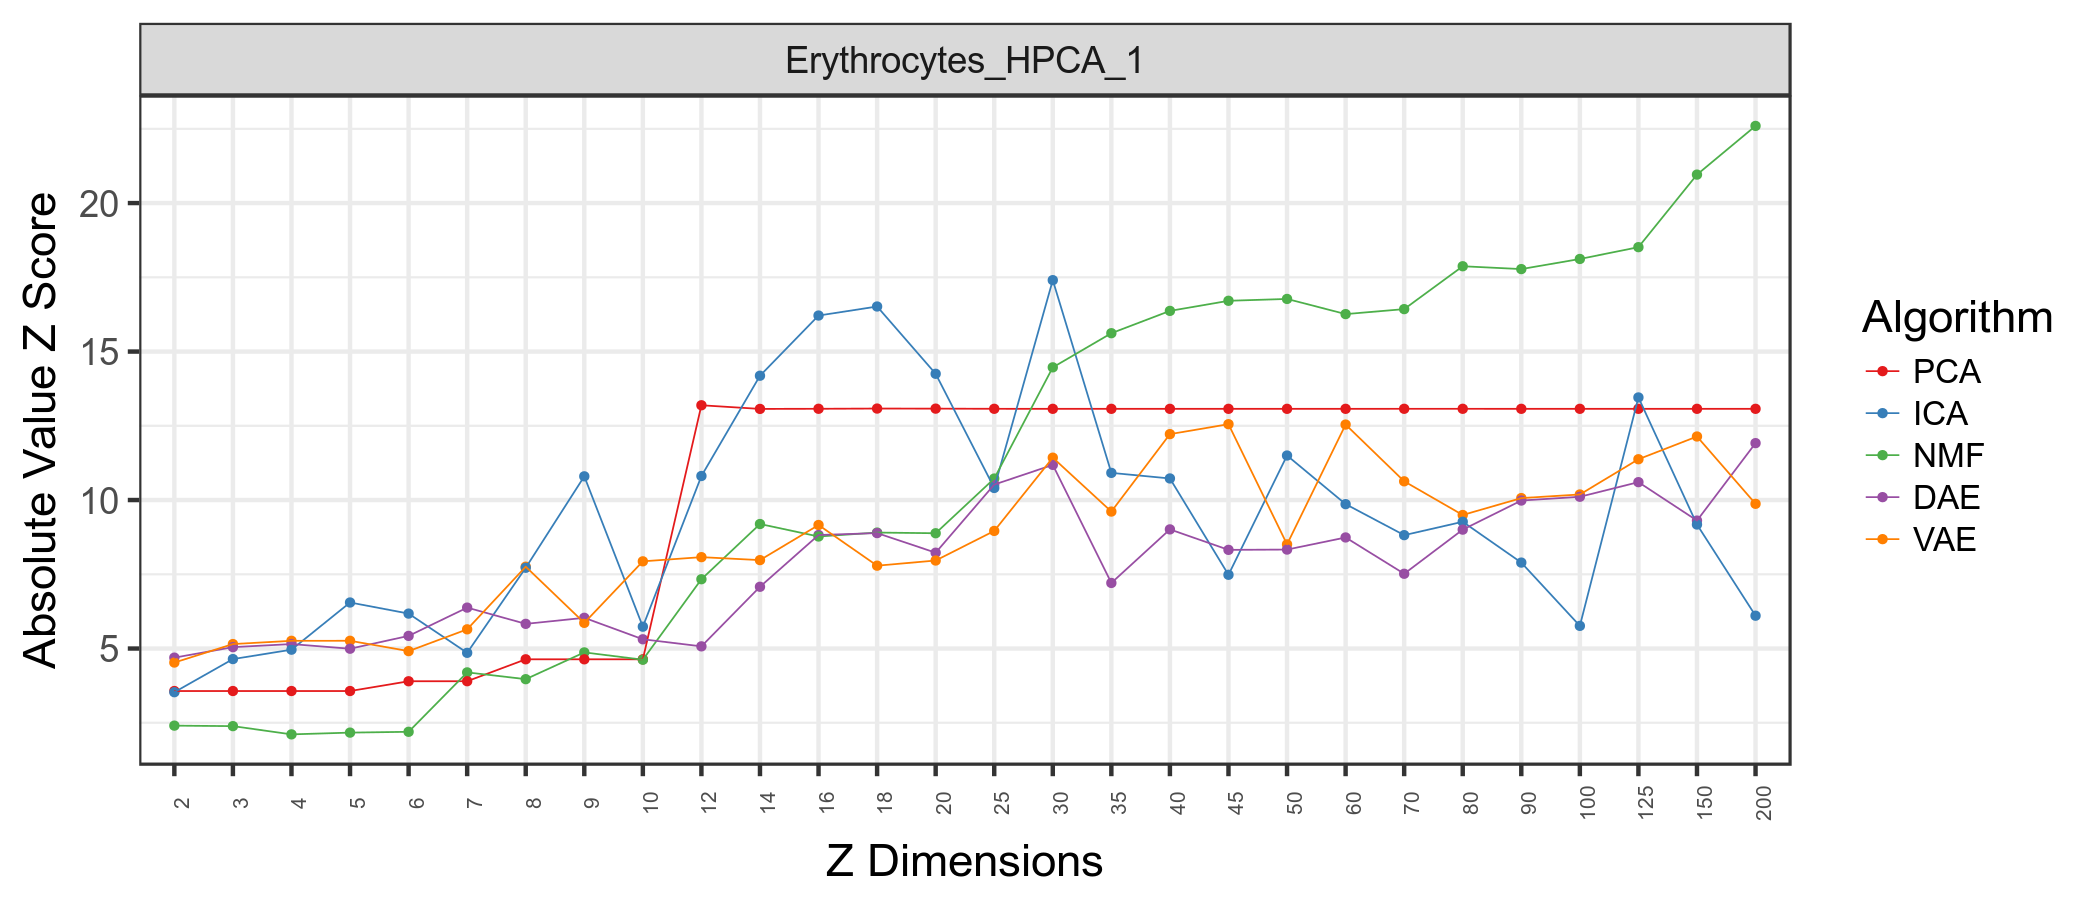 Erythrocytes_HPCA_1
Absolute Value Z Score
20
15
10
5
2 3 4 5 6 7 8 9 10 12 14 16 18 20 25 30 35 40 45 50 60 70 80 90 100 125 150 200
Z Dimensions
Algorithm
PCA
ICA
NMF
DAE
VAE